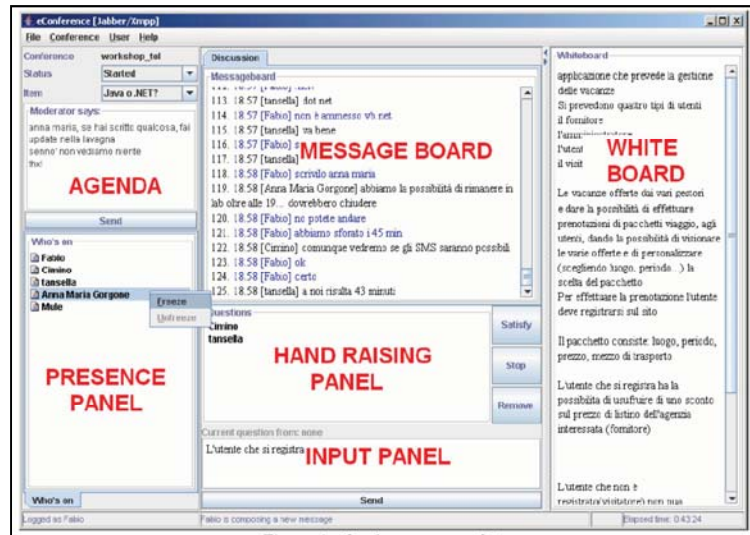 eConference [Jabber/Xmpp]
File Conference User Help
Conference workshop_tal
Status Started
Item Java o .NET?
Moderator says:
anna maria, se hai scritto qualcosa, fai
update nella lavagna
senno' non vediamo niente
thx!
AGENDA
Send
Who's on
Fabio
Cimino
tansella
Anna Maria Gorgone
Mule
Freeze
Unfreeze
PRESENCE
PANEL
Who's on
Discussion
Messageboard
113. 18.57 [tansella] dot net
114. 18.57 [Fabio] non è ammesso vb.net
115. 18.57 [tansella] va bene
116. 18.57 [Fabio]
117. 18.57 [tansella]
MESSAGE BOARD
118. 18.58 [Fabio] scrivilo anna maria
119. 18.58 [Anna Maria Gorgone] abbiamo la possibilità di rimanere in
lab oltre alle 19... dovrebbero chiudere
120. 18.58 [Fabio] no potete andare
121. 18.58 [Fabio] abbiamo sforato i 45 min
122. 18.58 [Cimino] comunque vedremo se gli SMS saranno possibili
123. 18.58 [Fabio] ok
124. 18.58 [Fabio] certo
125. 18.58 [tansella] a noi risulta 43 minuti
Questions
Cimino
tansella
HAND RAISING
PANEL
Satisfy
Stop
Remove
Current question from: none
L'utente che si registra
INPUT PANEL
Send
Whiteboard
applicazione che prevede la gestione
delle vacanze
Si prevedono quattro tipi di utenti
il fornitore
l'amministratore
l'utent
il visit
WHITE
BOARD
Le vacanze offerte dai vari gestori
e dare la possibilità di effettuare
prenotazioni di pacchetti viaggio, agli
utenti, dando la possibilità di visionare
le varie offerte e di personalizzare
(scegliendo luogo, periodo...) la
scelta del pacchetto
Per effettuare la prenotazione l'utente
deve registrarsi sul sito
Il pacchetto consiste: luogo, periodo,
prezzo, mezzo di trasporto
L'utente che si registra ha la
possibilita di usufruire di uno sconto
sul prezzo di listino dell'agenzia
interessata (fornitore)
L'utente che non è
registrato(visitatore) non può
Logged as Fabio
Fabio is composing a new message
Elapsed time: 0:43:24